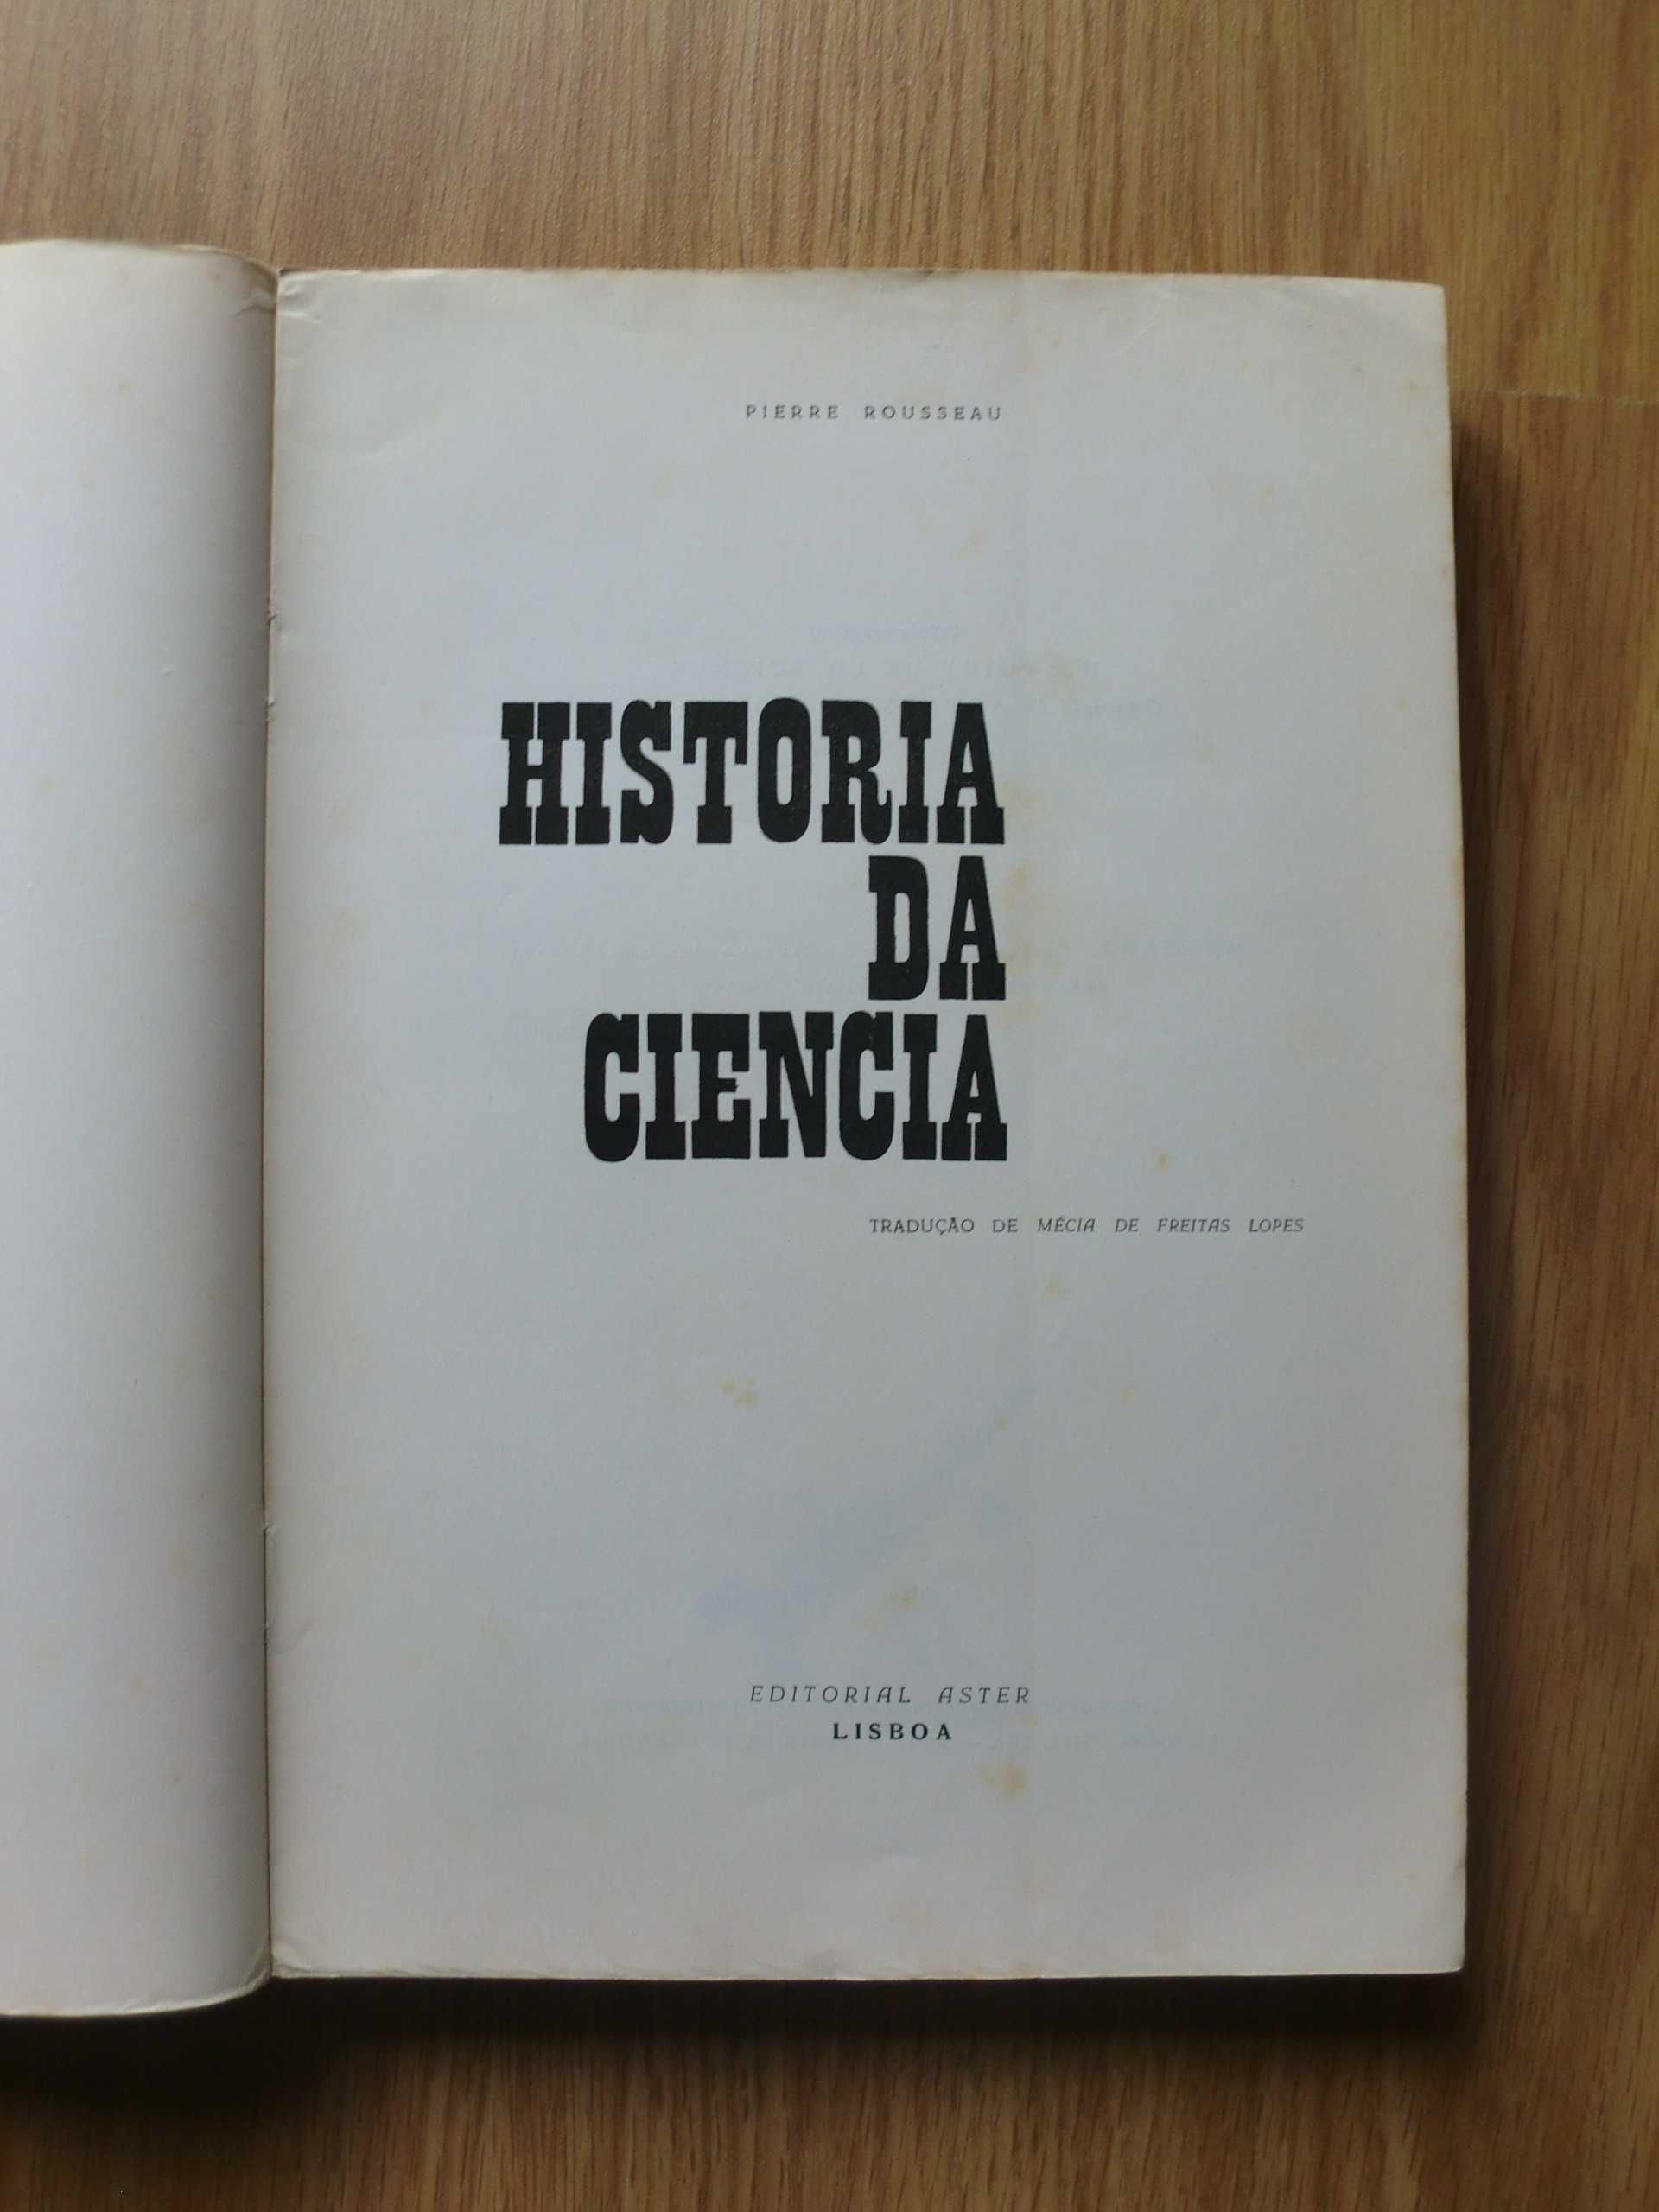 PIERRE ROUSSEAU
HISTORIA
DA
CIENCIA
TRADUÇÃO DE MÉCIA DE FREITAS LOPES
EDITORIAL ASTER
LISBOA